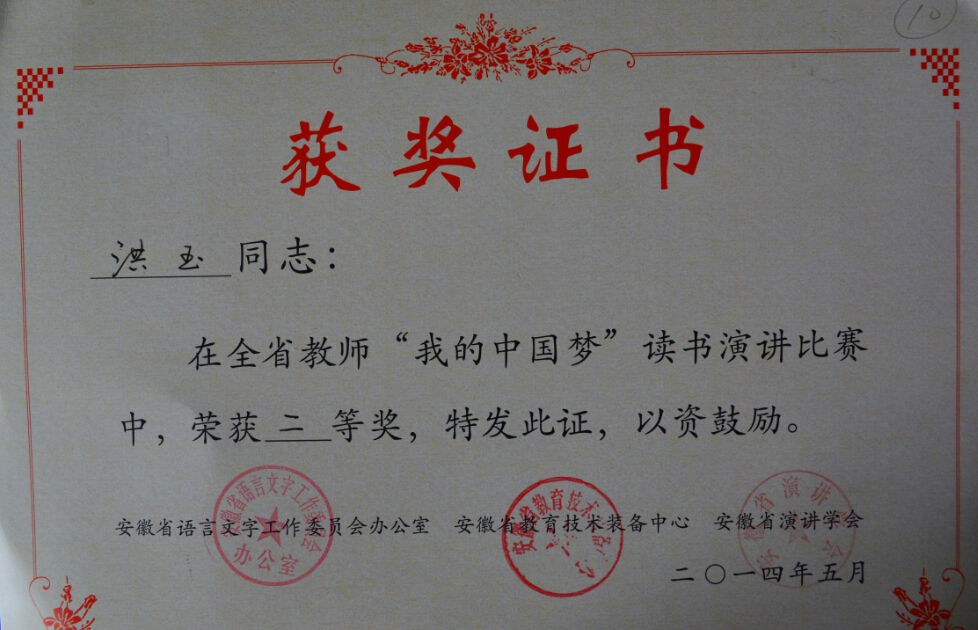 10
获奖证书
洪玉同志：
在全省教师“我的中国梦”读书演讲比赛
中，荣获二等奖，特发此证，以资鼓励。
安徽省语言文字工作委员会办公室 安徽省教育技术装备中心 安徽省演讲学会
二〇一四年五月